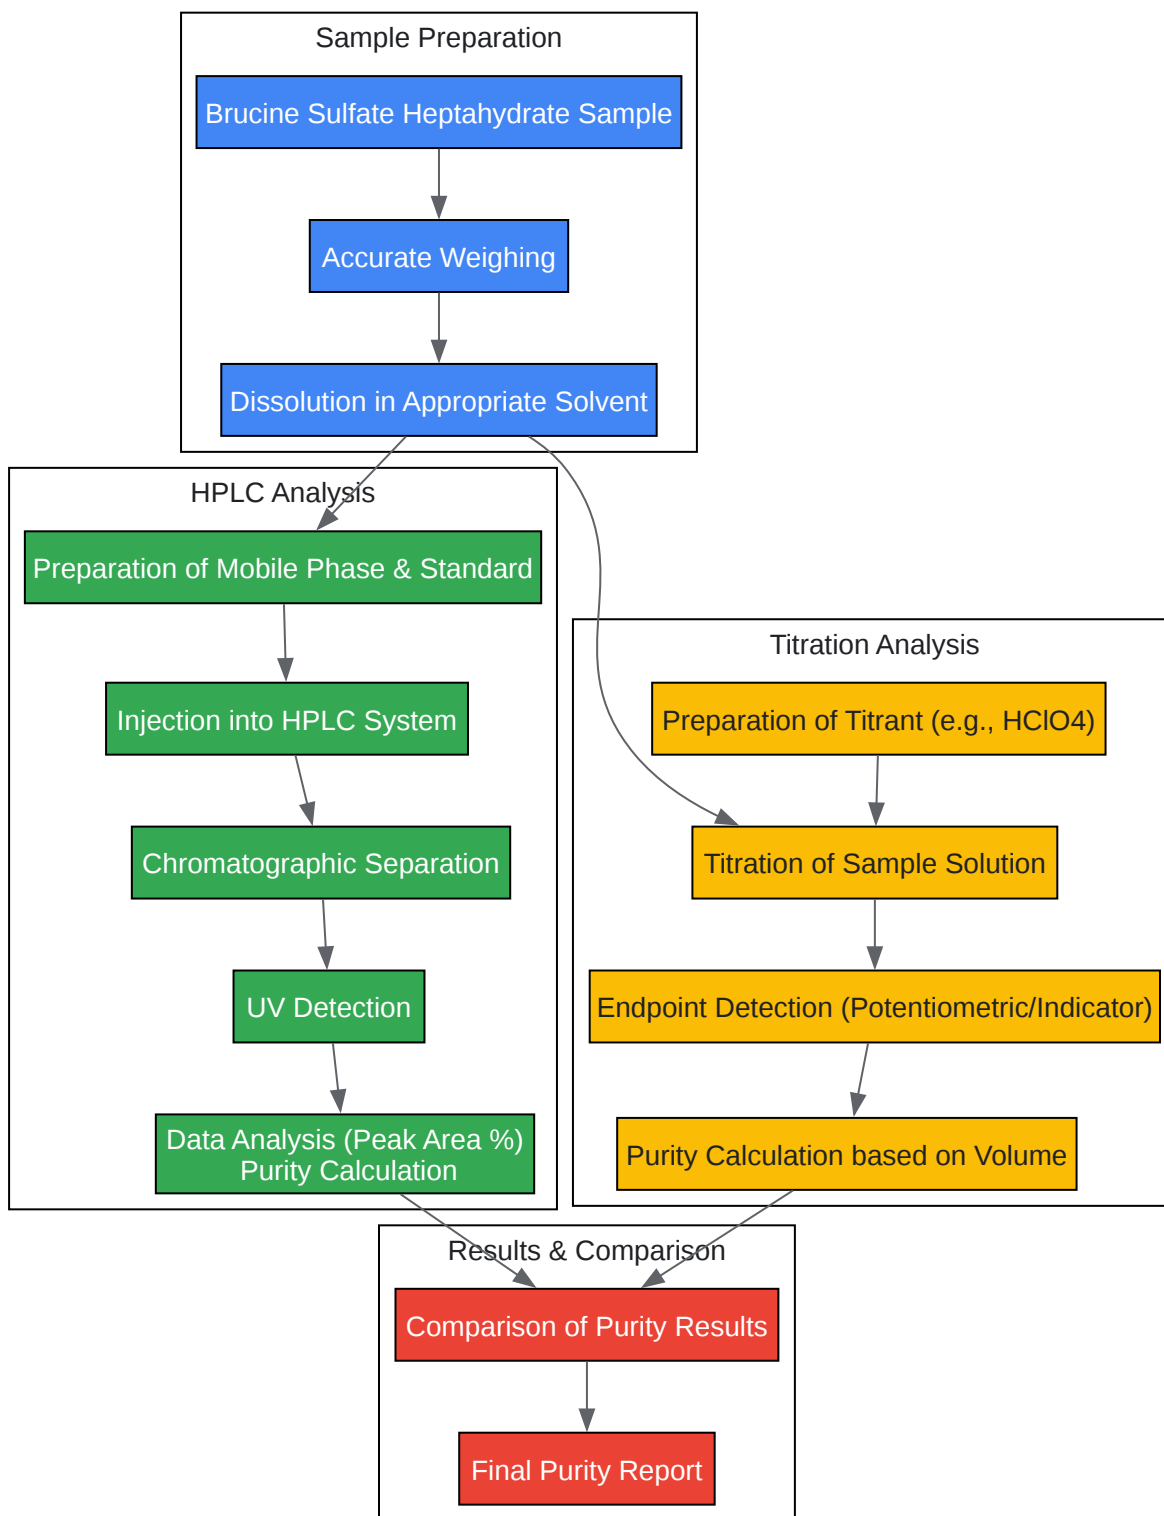 Sample Preparation
Brucine Sulfate Heptahydrate Sample
Accurate Weighing
Dissolution in Appropriate Solvent
HPLC Analysis
Preparation of Mobile Phase & Standard
Injection into HPLC System
Chromatographic Separation
UV Detection
Data Analysis (Peak Area %)
Purity Calculation
Titration Analysis
Preparation of Titrant (e.g., HClO4)
Titration of Sample Solution
Endpoint Detection (Potentiometric/Indicator)
Purity Calculation based on Volume
Results & Comparison
Comparison of Purity Results
Final Purity Report